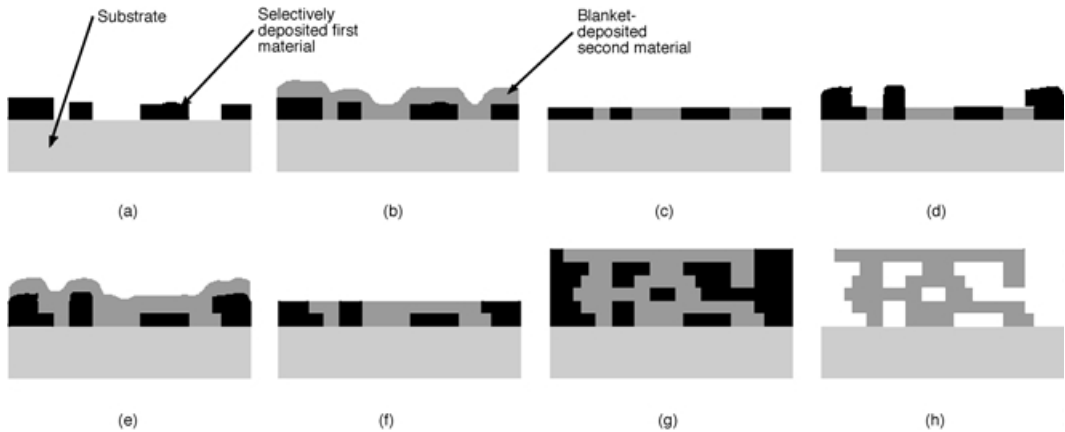 Substrate
Selectively
deposited first
material
Blanket-
deposited
second material
(a)
(b)
(c)
(d)
(e)
(f)
(g)
(h)